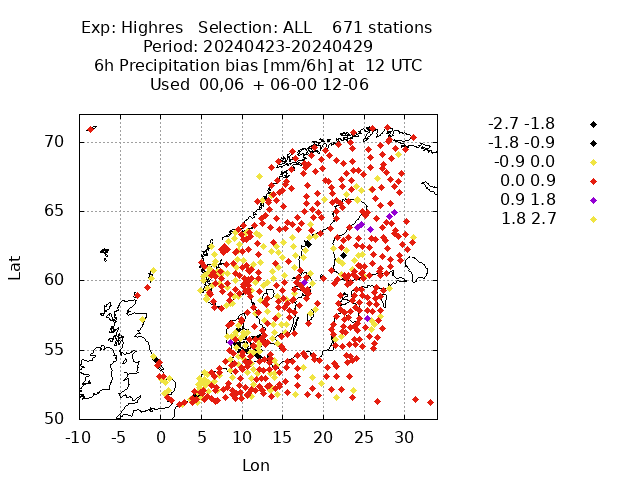 Exp: Highres   Selection: ALL    671 stations
Period: 20240423-20240429
6h Precipitation bias [mm/6h] at  12 UTC
Used  00,06  + 06-00 12-06
-2.7 -1.8
-1.8 -0.9
-0.9 0.0
0.0 0.9
0.9 1.8
1.8 2.7
Lat
70
65
60
55
50
-10 -5 0 5 10 15 20 25 30
Lon